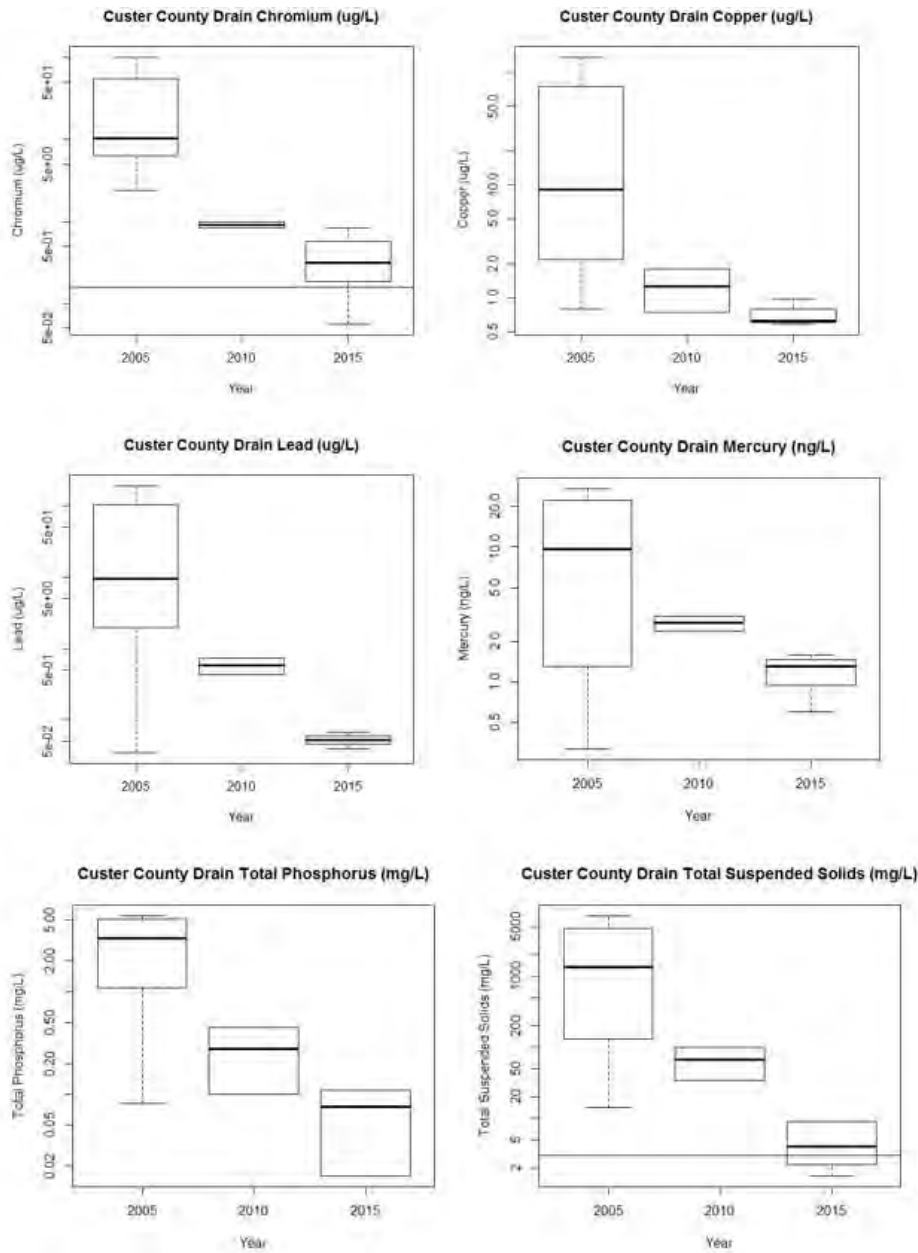 Custer County Drain Chromium (ug/L)
Chromium (ug/L)
5e+01
5e+00
5e-01
5e-02
2005 2010 2015
Year
Custer County Drain Copper (ug/L)
Copper (ug/L)
50.0
10.0
5.0
2.0
1.0
0.5
2005 2010 2015
Year
Custer County Drain Lead (ug/L)
Lead (ug/L)
5e+01
5e+00
5e-01
5e-02
2005 2010 2015
Year
Custer County Drain Mercury (ng/L)
Mercury (ng/L)
20.0
10.0
5.0
2.0
1.0
0.5
2005 2010 2015
Year
Custer County Drain Total Phosphorus (mg/L)
Total Phosphorus (mg/L)
5.00
2.00
0.50
0.20
0.05
0.02
2005 2010 2015
Year
Custer County Drain Total Suspended Solids (mg/L)
Total Suspended Solids (mg/L)
5000
1000
200
50
20
5
2
2005 2010 2015
Year